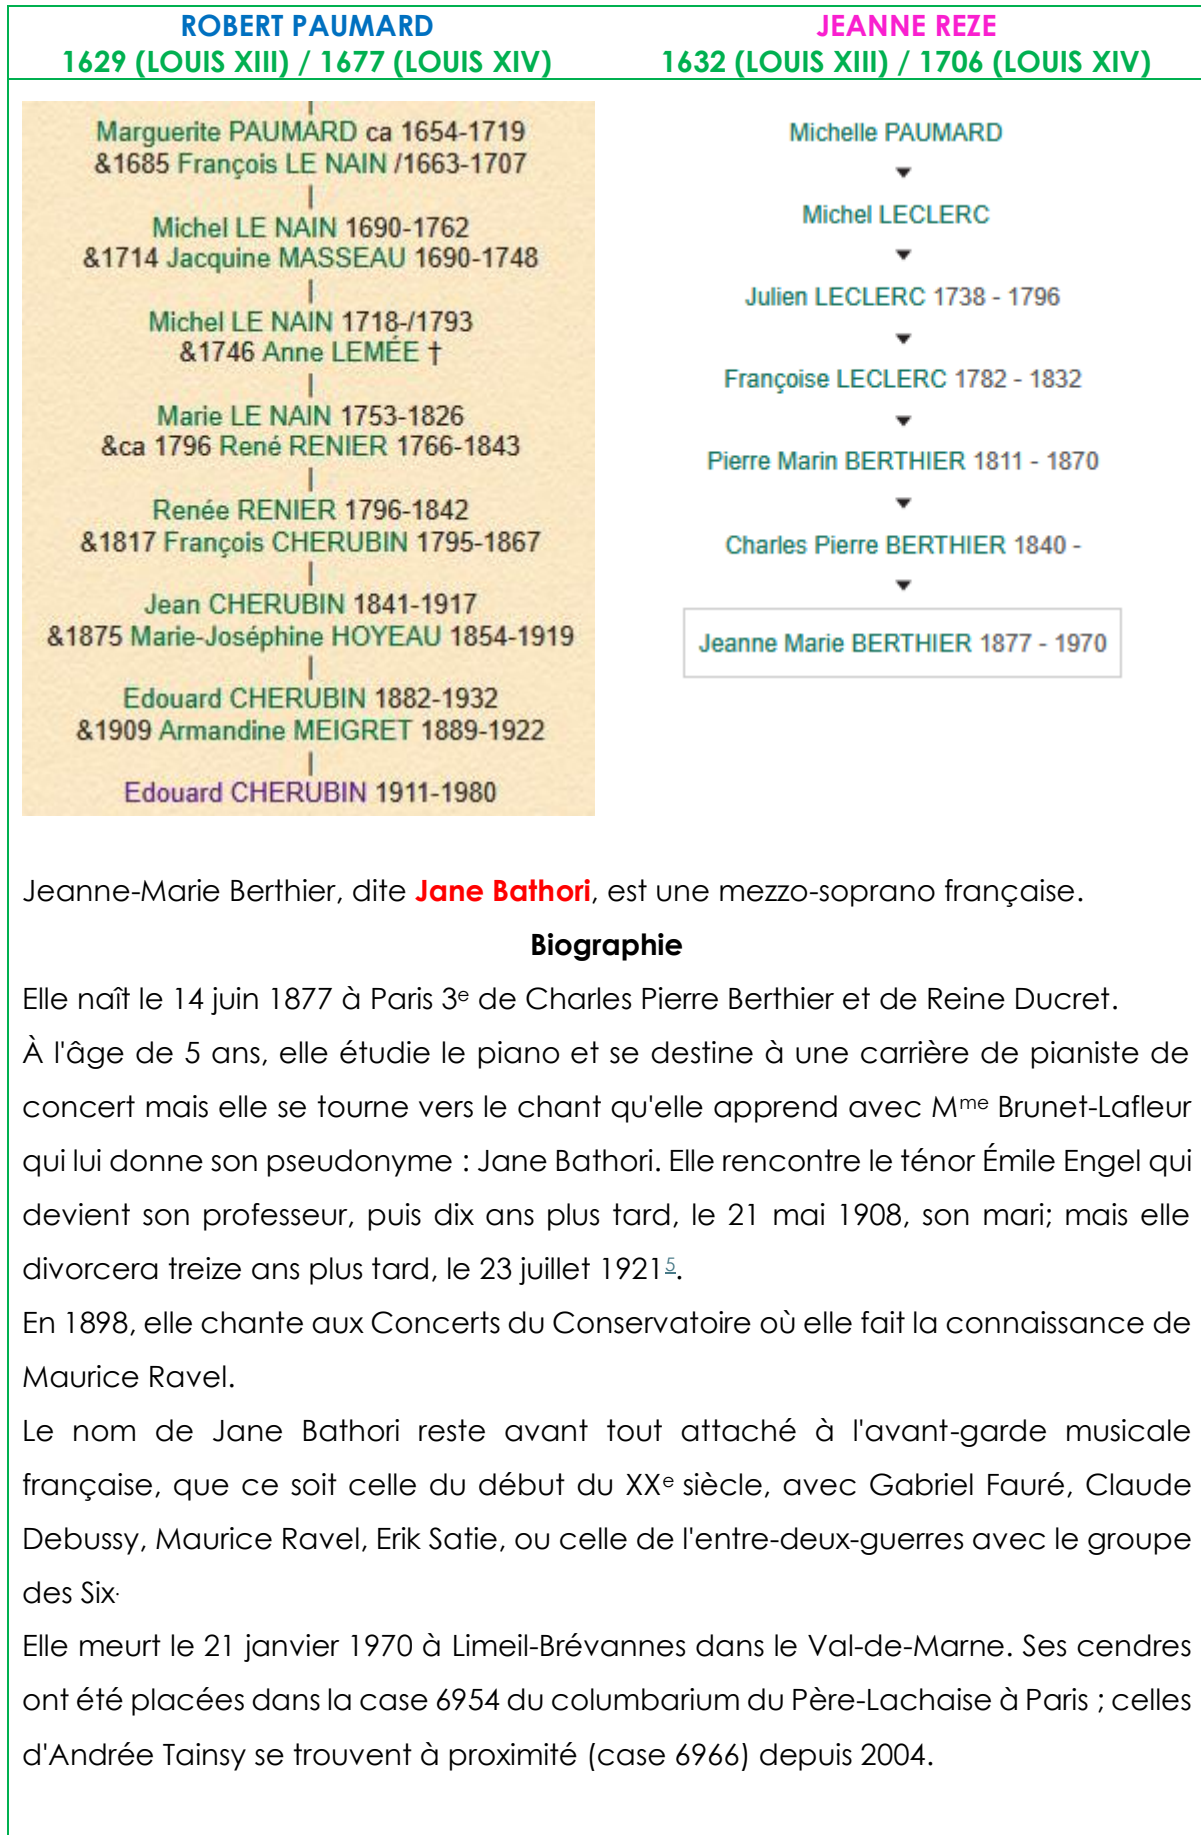 ROBERT PAUMARD
1629 (LOUIS XIII) / 1677 (LOUIS XIV)
JEANNE REZE
1632 (LOUIS XIII) / 1706 (LOUIS XIV)
Marguerite PAUMARD ca 1654-1719
&1685 François LE NAIN /1663-1707
|
Michel LE NAIN 1690-1762
&1714 Jacquine MASSEAU 1690-1748
|
Michel LE NAIN 1718-/1793
&1746 Anne LEMÉE †
|
Marie LE NAIN 1753-1826
&ca 1796 René RENIER 1766-1843
|
Renée RENIER 1796-1842
&1817 François CHERUBIN 1795-1867
|
Jean CHERUBIN 1841-1917
&1875 Marie-Joséphine HOYEAU 1854-1919
|
Edouard CHERUBIN 1882-1932
&1909 Armandine MEIGRET 1889-1922
|
Edouard CHERUBIN 1911-1980
Michelle PAUMARD
Michel LECLERC
Julien LECLERC 1738 - 1796
Françoise LECLERC 1782 - 1832
Pierre Marin BERTHIER 1811 - 1870
Charles Pierre BERTHIER 1840 -
Jeanne Marie BERTHIER 1877 - 1970
Jeanne-Marie Berthier, dite Jane Bathori, est une mezzo-soprano française.
Biographie
Elle naît le 14 juin 1877 à Paris 3e de Charles Pierre Berthier et de Reine Ducret.
À l'âge de 5 ans, elle étudie le piano et se destine à une carrière de pianiste de
concert mais elle se tourne vers le chant qu'elle apprend avec Mme Brunet-Lafleur
qui lui donne son pseudonyme : Jane Bathori. Elle rencontre le ténor Émile Engel qui
devient son professeur, puis dix ans plus tard, le 21 mai 1908, son mari; mais elle
divorcera treize ans plus tard, le 23 juillet 19215.
En 1898, elle chante aux Concerts du Conservatoire où elle fait la connaissance de
Maurice Ravel.
Le nom de Jane Bathori reste avant tout attaché à l'avant-garde musicale
française, que ce soit celle du début du XXe siècle, avec Gabriel Fauré, Claude
Debussy, Maurice Ravel, Erik Satie, ou celle de l'entre-deux-guerres avec le groupe
des Six.
Elle meurt le 21 janvier 1970 à Limeil-Brévannes dans le Val-de-Marne. Ses cendres
ont été placées dans la case 6954 du columbarium du Père-Lachaise à Paris ; celles
d'Andrée Tainsy se trouvent à proximité (case 6966) depuis 2004.